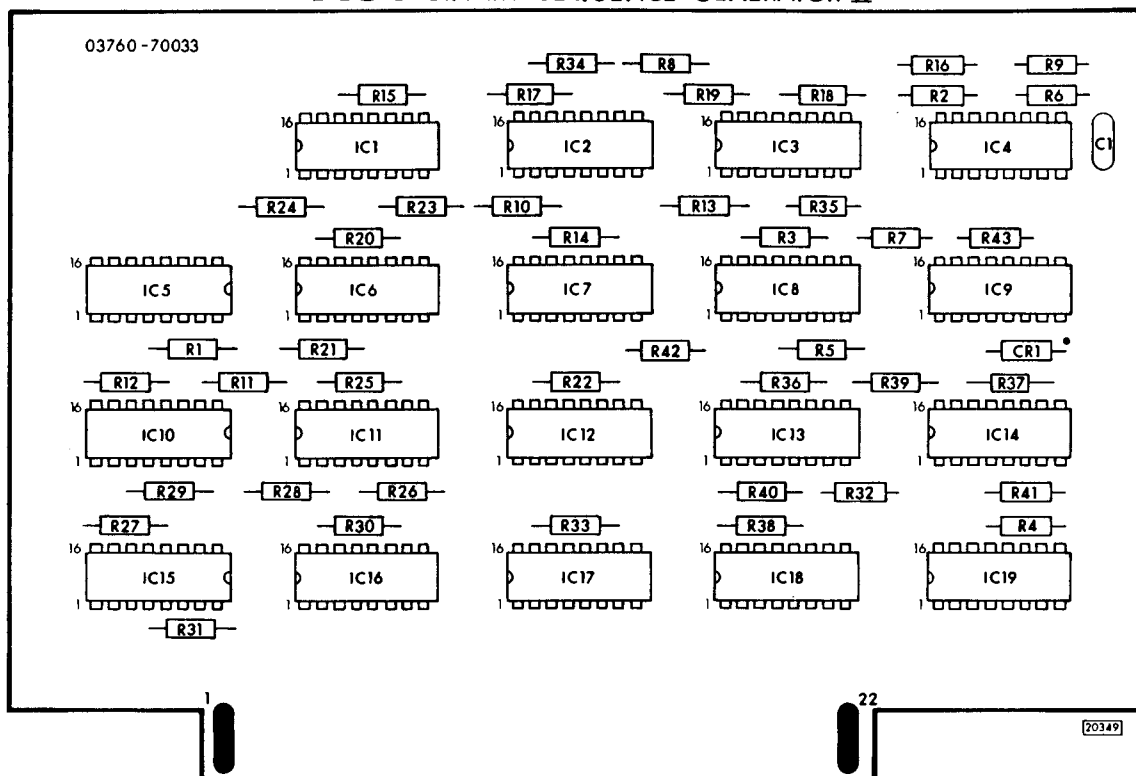 SEQUENCE GENERATOR II
03760-70033
R34 R8 R16 R9
R15 R17 R19 R18 R2 R6
16 16 16 16
IC1 IC2 IC3 IC4 C1
1 1 1 1
R24 R23 R10 R13 R35
R20 R14 R3 R7 R43
16 16 16 16 16
IC5 IC6 IC7 IC8 IC9
1 1 1 1 1
R1 R21 R42 R5 CR1
R12 R11 R25 R22 R36 R39 R37
16 16 16 16 16
IC10 IC11 IC12 IC13 IC14
1 1 1 1 1
R29 R28 R26 R40 R32 R41
R27 R30 R33 R38 R4
16 16 16 16 16
IC15 IC16 IC17 IC18 IC19
1 1 1 1 1
R31
1 22
20349